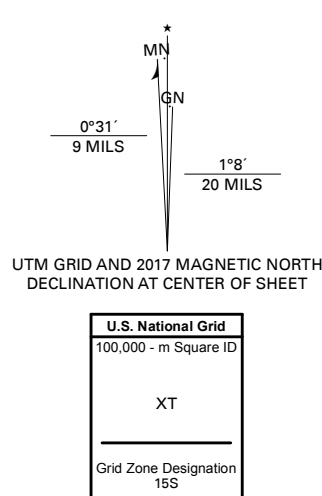 ★
MN
GN
0°31´
9 MILS
1°8´
20 MILS
UTM GRID AND 2017 MAGNETIC NORTH
DECLINATION AT CENTER OF SHEET
U.S. National Grid
100,000 - m Square ID
XT
Grid Zone Designation
15S